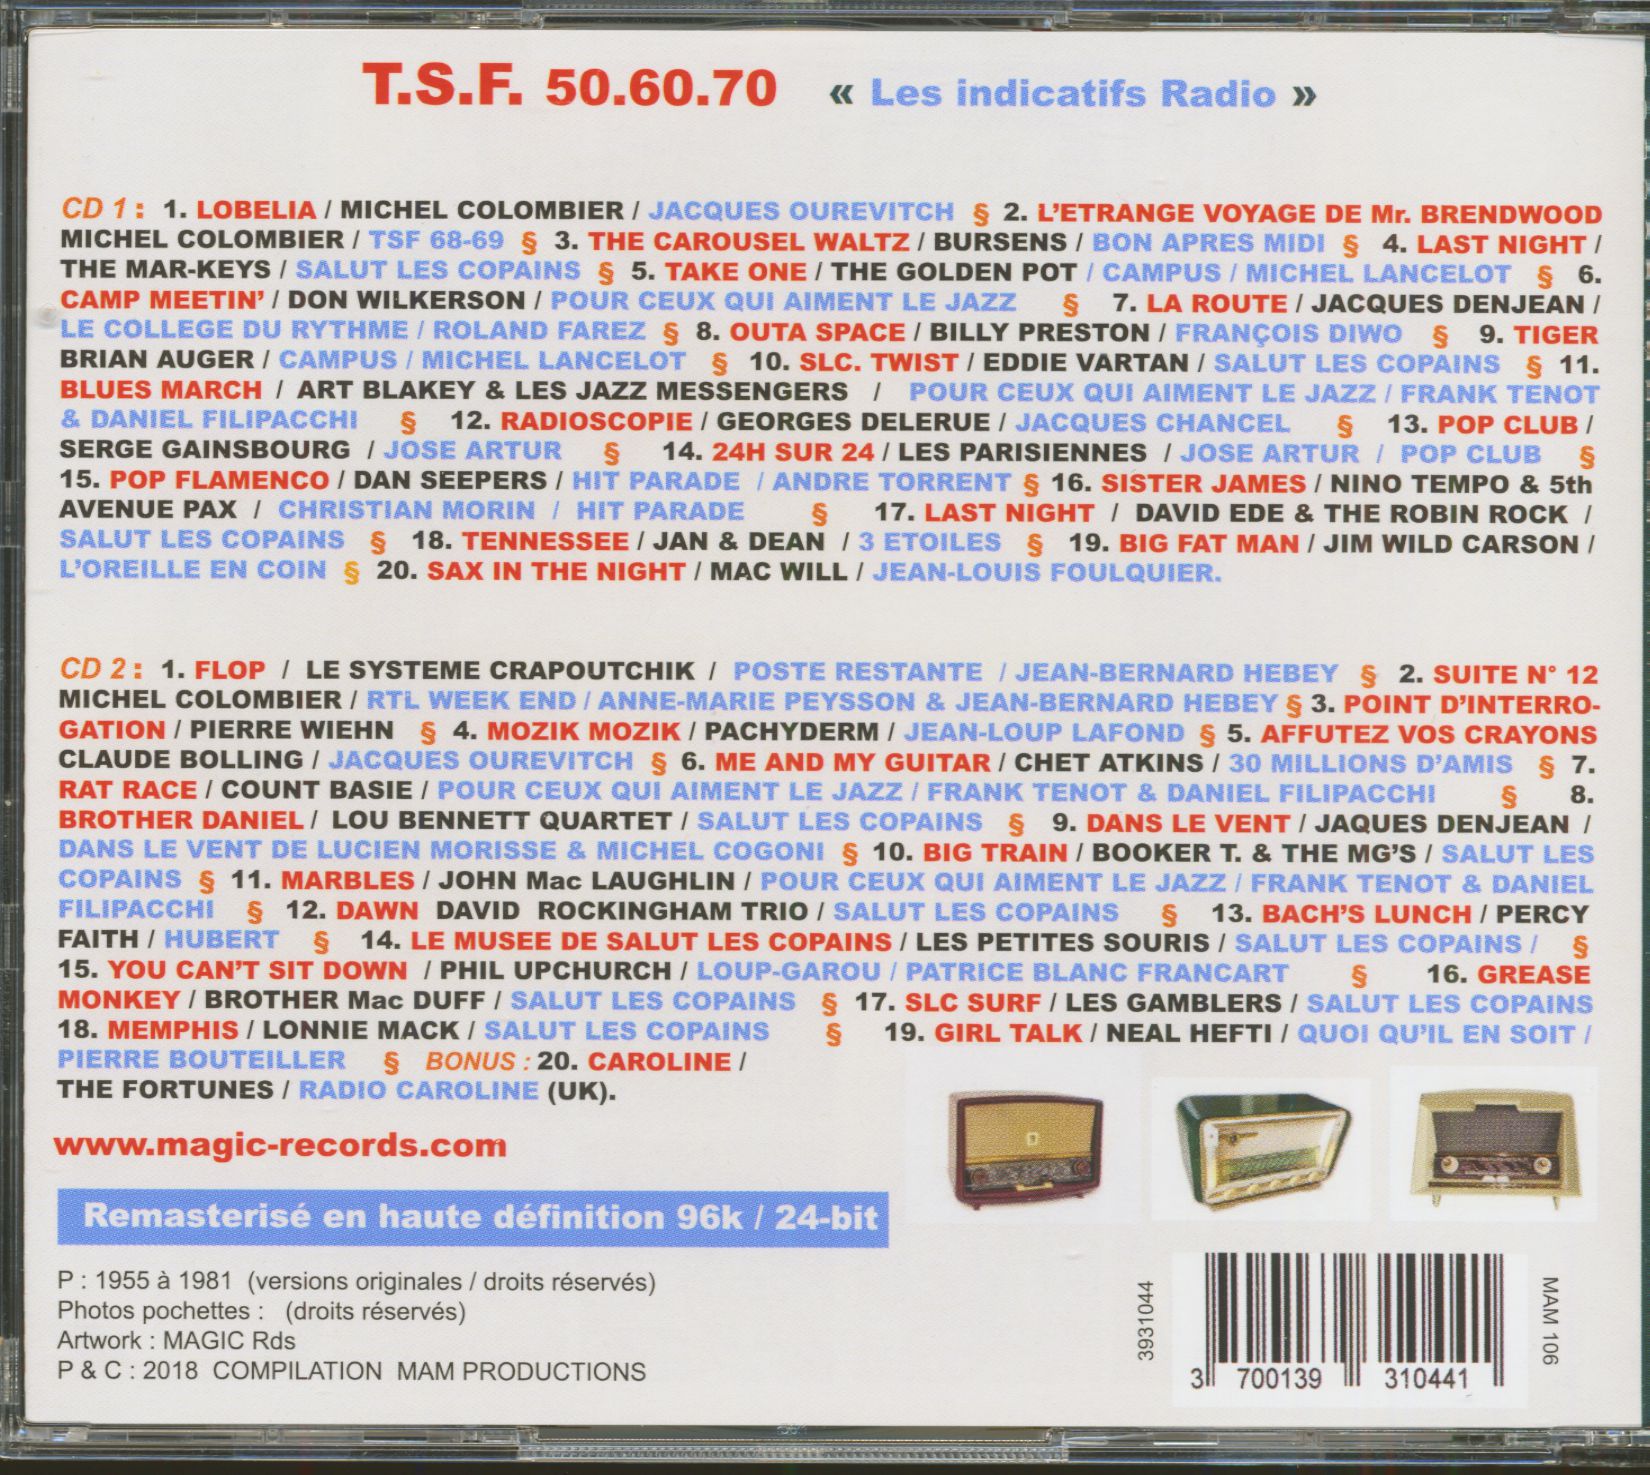 T.S.F. 50.60.70 « Les indicatifs Radio »
CD 1 : 1. LOBELIA / MICHEL COLOMBIER / JACQUES OUREVITCH § 2. L'ETRANGE VOYAGE DE Mr. BRENDWOOD
MICHEL COLOMBIER / TSF 68-69 § 3. THE CAROUSEL WALTZ / BURSENS / BON APRES MIDI § 4. LAST NIGHT /
THE MAR-KEYS / SALUT LES COPAINS § 5. TAKE ONE / THE GOLDEN POT / CAMPUS / MICHEL LANCELOT § 6.
CAMP MEETIN' / DON WILKERSON / POUR CEUX QUI AIMENT LE JAZZ § 7. LA ROUTE / JACQUES DENJEAN /
LE COLLEGE DU RYTHME / ROLAND FAREZ § 8. OUTA SPACE / BILLY PRESTON / FRANÇOIS DIWO § 9. TIGER
BRIAN AUGER / CAMPUS / MICHEL LANCELOT § 10. SLC. TWIST / EDDIE VARTAN / SALUT LES COPAINS § 11.
BLUES MARCH / ART BLAKEY & LES JAZZ MESSENGERS / POUR CEUX QUI AIMENT LE JAZZ / FRANK TENOT
& DANIEL FILIPACCHI § 12. RADIOSCOPIE / GEORGES DELERUE / JACQUES CHANCEL § 13. POP CLUB /
SERGE GAINSBOURG / JOSE ARTUR § 14. 24H SUR 24 / LES PARISIENNES / JOSE ARTUR / POP CLUB §
15. POP FLAMENCO / DAN SEEPERS / HIT PARADE / ANDRE TORRENT § 16. SISTER JAMES / NINO TEMPO & 5th
AVENUE PAX / CHRISTIAN MORIN / HIT PARADE § 17. LAST NIGHT / DAVID EDE & THE ROBIN ROCK /
SALUT LES COPAINS § 18. TENNESSEE / JAN & DEAN / 3 ETOILES § 19. BIG FAT MAN / JIM WILD CARSON /
L'OREILLE EN COIN § 20. SAX IN THE NIGHT / MAC WILL / JEAN-LOUIS FOULQUIER.
CD 2 : 1. FLOP / LE SYSTEME CRAPOUTCHIK / POSTE RESTANTE / JEAN-BERNARD HEBEY § 2. SUITE N° 12
MICHEL COLOMBIER / RTL WEEK END / ANNE-MARIE PEYSSON & JEAN-BERNARD HEBEY § 3. POINT D'INTERRO-
GATION / PIERRE WIEHN § 4. MOZIK MOZIK / PACHYDERM / JEAN-LOUP LAFOND § 5. AFFUTEZ VOS CRAYONS
CLAUDE BOLLING / JACQUES OUREVITCH § 6. ME AND MY GUITAR / CHET ATKINS / 30 MILLIONS D'AMIS § 7.
RAT RACE / COUNT BASIE / POUR CEUX QUI AIMENT LE JAZZ / FRANK TENOT & DANIEL FILIPACCHI § 8.
BROTHER DANIEL / LOU BENNETT QUARTET / SALUT LES COPAINS § 9. DANS LE VENT / JAQUES DENJEAN /
DANS LE VENT DE LUCIEN MORISSE & MICHEL COGONI § 10. BIG TRAIN / BOOKER T. & THE MG'S / SALUT LES
COPAINS § 11. MARBLES / JOHN Mac LAUGHLIN / POUR CEUX QUI AIMENT LE JAZZ / FRANK TENOT & DANIEL
FILIPACCHI § 12. DAWN DAVID ROCKINGHAM TRIO / SALUT LES COPAINS § 13. BACH'S LUNCH / PERCY
FAITH / HUBERT § 14. LE MUSEE DE SALUT LES COPAINS / LES PETITES SOURIS / SALUT LES COPAINS / §
15. YOU CAN'T SIT DOWN / PHIL UPCHURCH / LOUP-GAROU / PATRICE BLANC FRANCART § 16. GREASE
MONKEY / BROTHER Mac DUFF / SALUT LES COPAINS § 17. SLC SURF / LES GAMBLERS / SALUT LES COPAINS
18. MEMPHIS / LONNIE MACK / SALUT LES COPAINS § 19. GIRL TALK / NEAL HEFTI / QUOI QU'IL EN SOIT /
PIERRE BOUTEILLER § BONUS : 20. CAROLINE /
THE FORTUNES / RADIO CAROLINE (UK).
www.magic-records.com
Remasterisé en haute définition 96k / 24-bit
P : 1955 à 1981 (versions originales / droits réservés)
Photos pochettes : (droits réservés)
Artwork : MAGIC Rds
P & C : 2018 COMPILATION MAM PRODUCTIONS
3931044
3 700139 310441
MAM 106